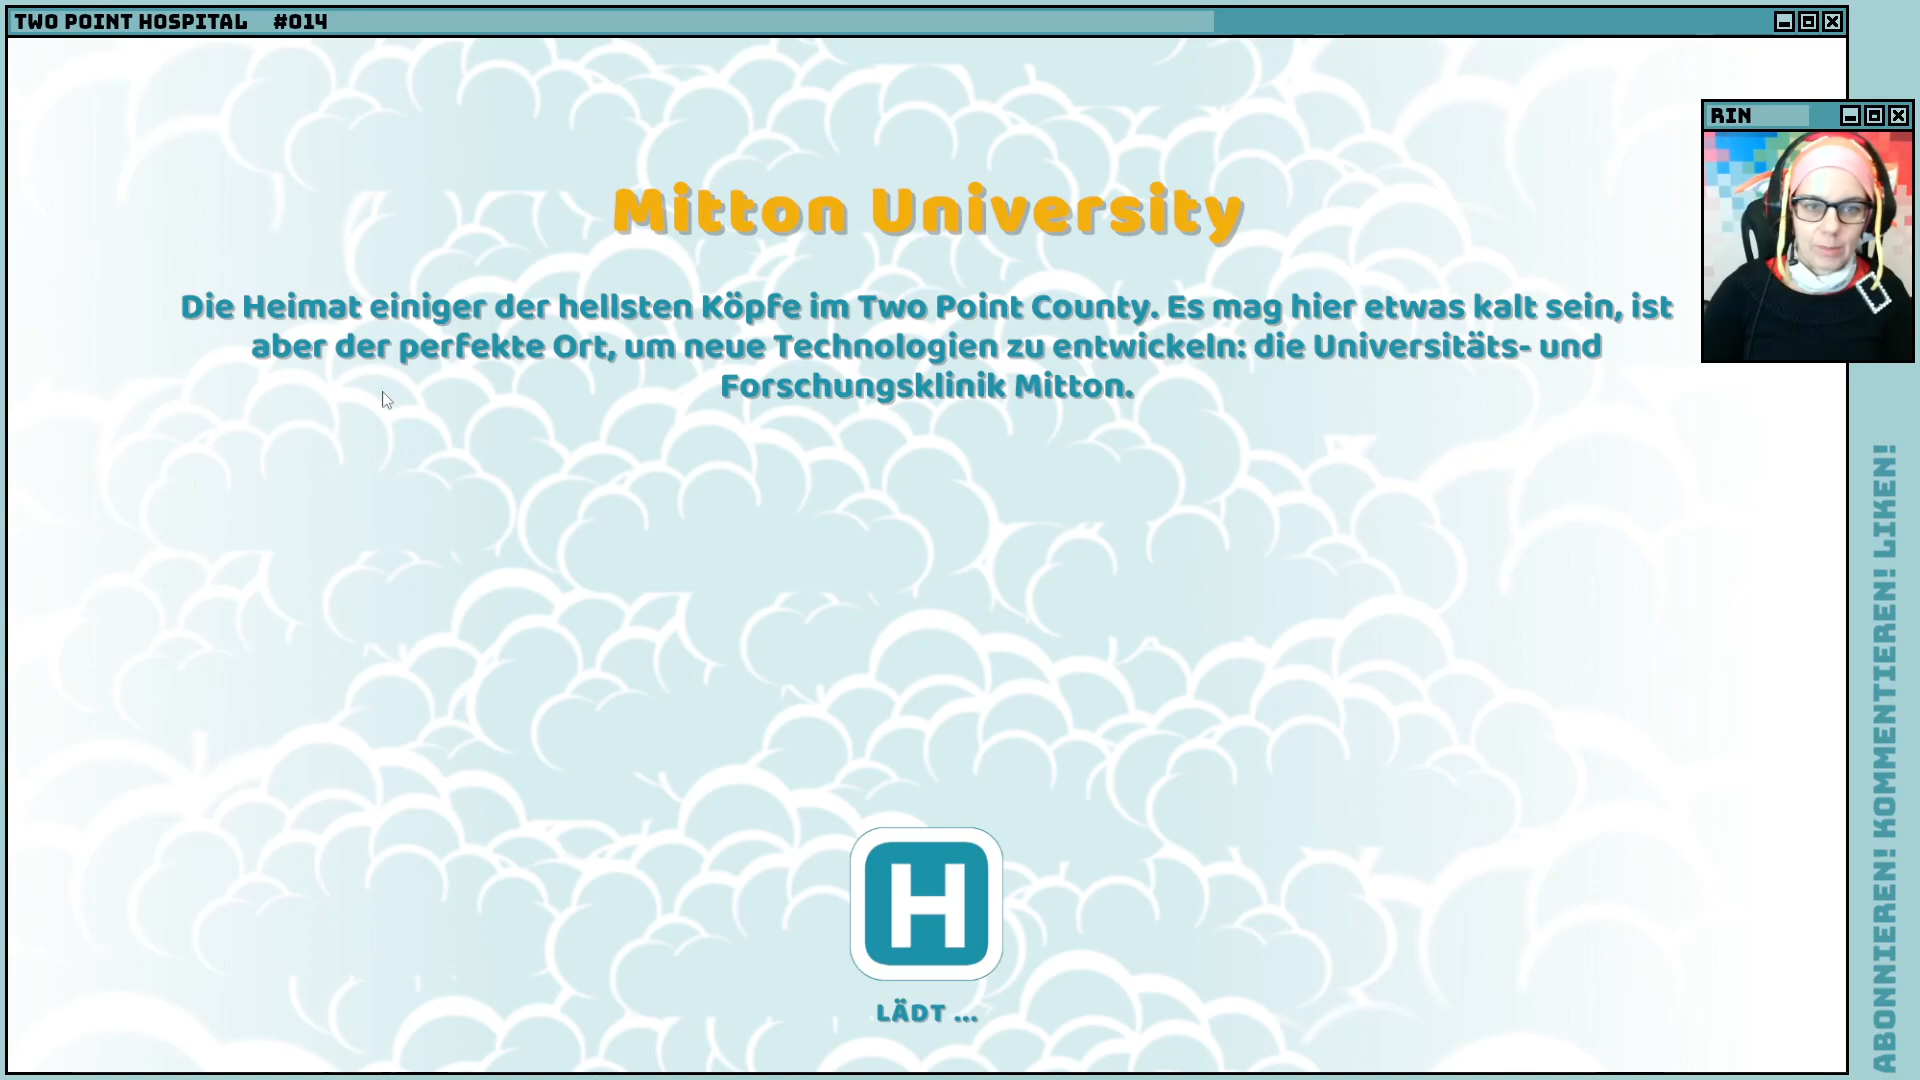 TWO POINT HOSPITAL #014
RIN
Mitton University
Die Heimat einiger der hellsten Köpfe im Two Point County. Es mag hier etwas kalt sein, ist
aber der perfekte Ort, um neue Technologien zu entwickeln: die Universitäts- und
Forschungsklinik Mitton.
H
LÄDT ...
ABONNIEREN! KOMMENTIEREN! LIKEN!